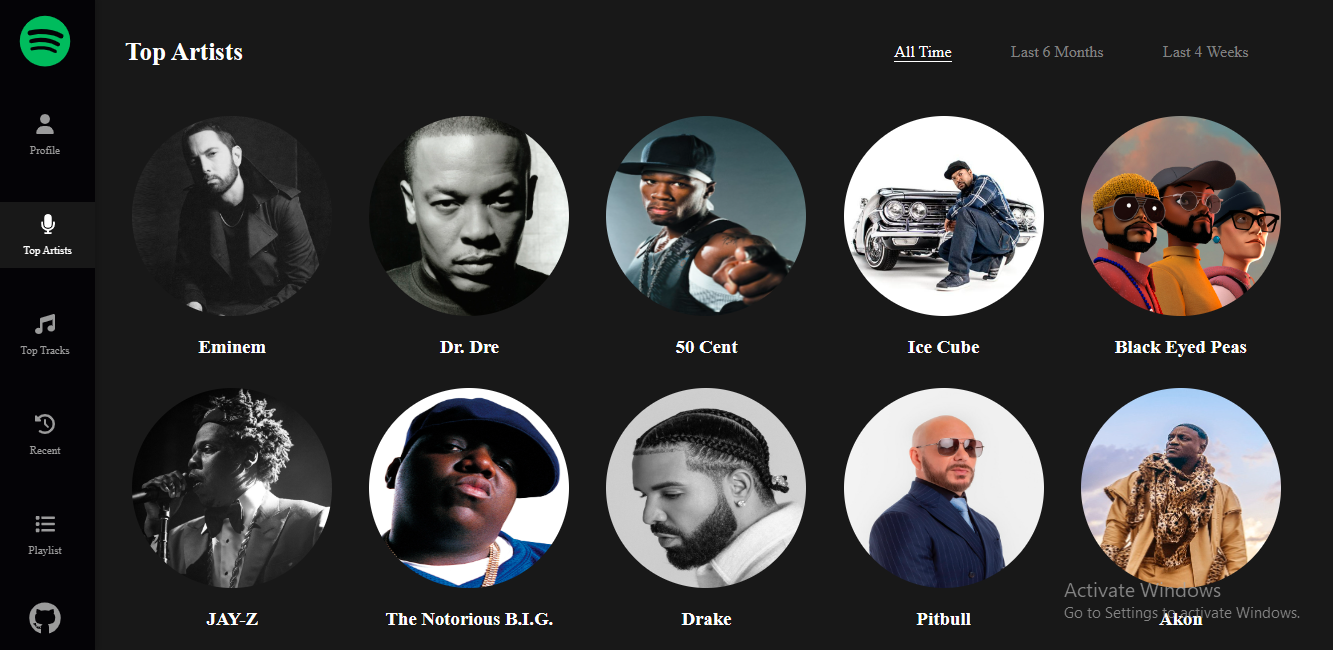 Top Artists
All Time
Last 6 Months
Last 4 Weeks
Profile
Top Artists
Top Tracks
Recent
Playlist
Eminem
Dr. Dre
50 Cent
Ice Cube
Black Eyed Peas
JAY-Z
The Notorious B.I.G.
Drake
Pitbull
Akon
Activate Windows
Go to Settings to activate Windows.